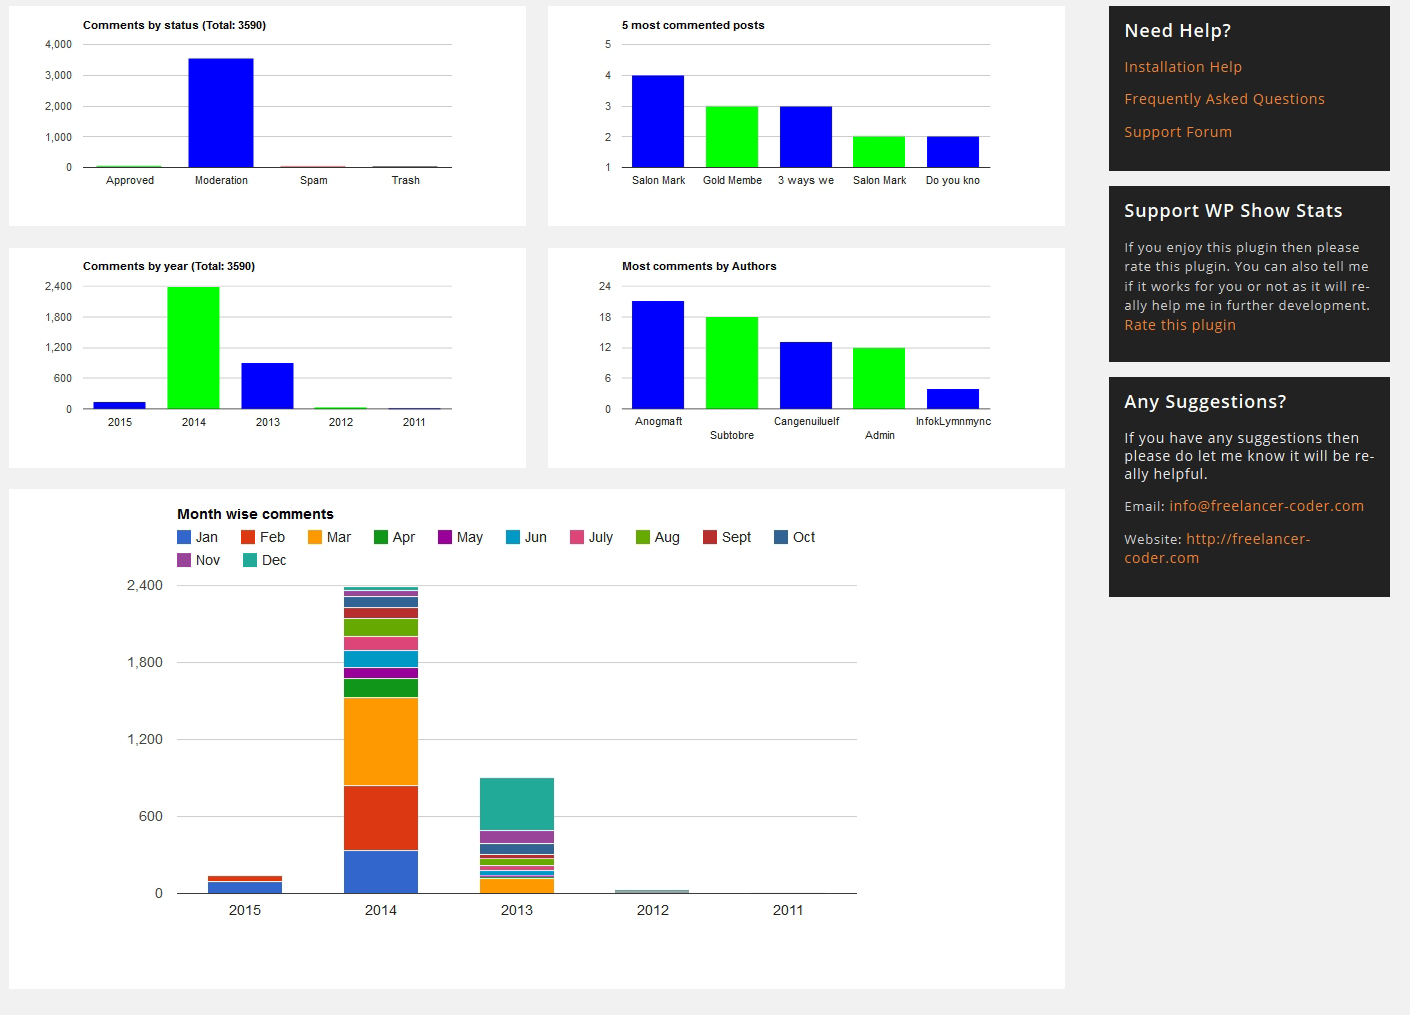 Comments by status (Total: 3590)
4,000
3,000
2,000
1,000
0
Approved
Moderation
Spam
Trash
5 most commented posts
5
4
3
2
1
Salon Mark
Gold Membe
3 ways we
Salon Mark
Do you kno
Comments by year (Total: 3590)
2,400
1,800
1,200
600
0
2015
2014
2013
2012
2011
Most comments by Authors
24
18
12
6
0
Anogmaft
Subtobre
Cangenuiluelf
Admin
InfokLymnmync
Month wise comments
Jan
Feb
Mar
Apr
May
Jun
July
Aug
Sept
Oct
Nov
Dec
2,400
1,800
1,200
600
0
2015
2014
2013
2012
2011
Need Help?
Installation Help
Frequently Asked Questions
Support Forum
Support WP Show Stats
If you enjoy this plugin then please
rate this plugin. You can also tell me
if it works for you or not as it will re-
ally help me in further development.
Rate this plugin
Any Suggestions?
If you have any suggestions then
please do let me know it will be re-
ally helpful.
Email: info@freelancer-coder.com
Website: http://freelancer-
coder.com